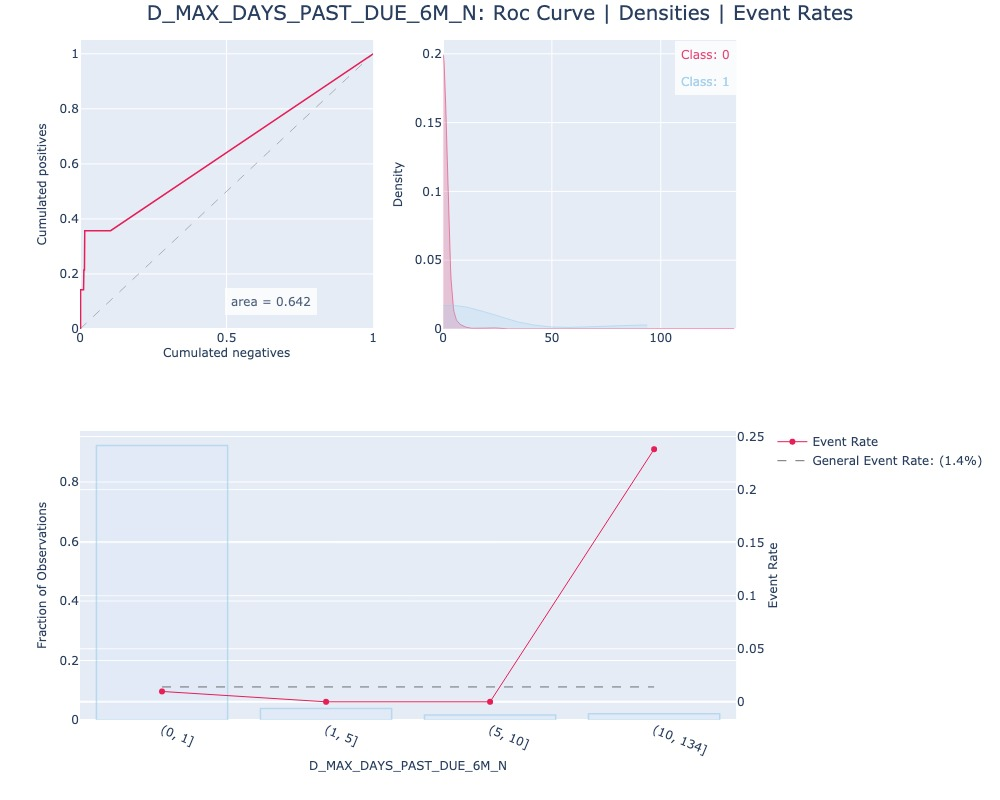 D_MAX_DAYS_PAST_DUE_6M_N: Roc Curve | Densities | Event Rates
1
0.8
0.6
0.4
0.2
0
Cumulated positives
area = 0.642
0
0.5
1
Cumulated negatives
0.2
0.15
0.1
0.05
0
Density
Class: 0
Class: 1
0
50
100
0.8
0.6
0.4
0.2
0
Fraction of Observations
0.25
0.2
0.15
0.1
0.05
0
Event Rate
Event Rate
General Event Rate: (1.4%)
(0, 1]
(1, 5]
(5, 10]
(10, 134]
D_MAX_DAYS_PAST_DUE_6M_N